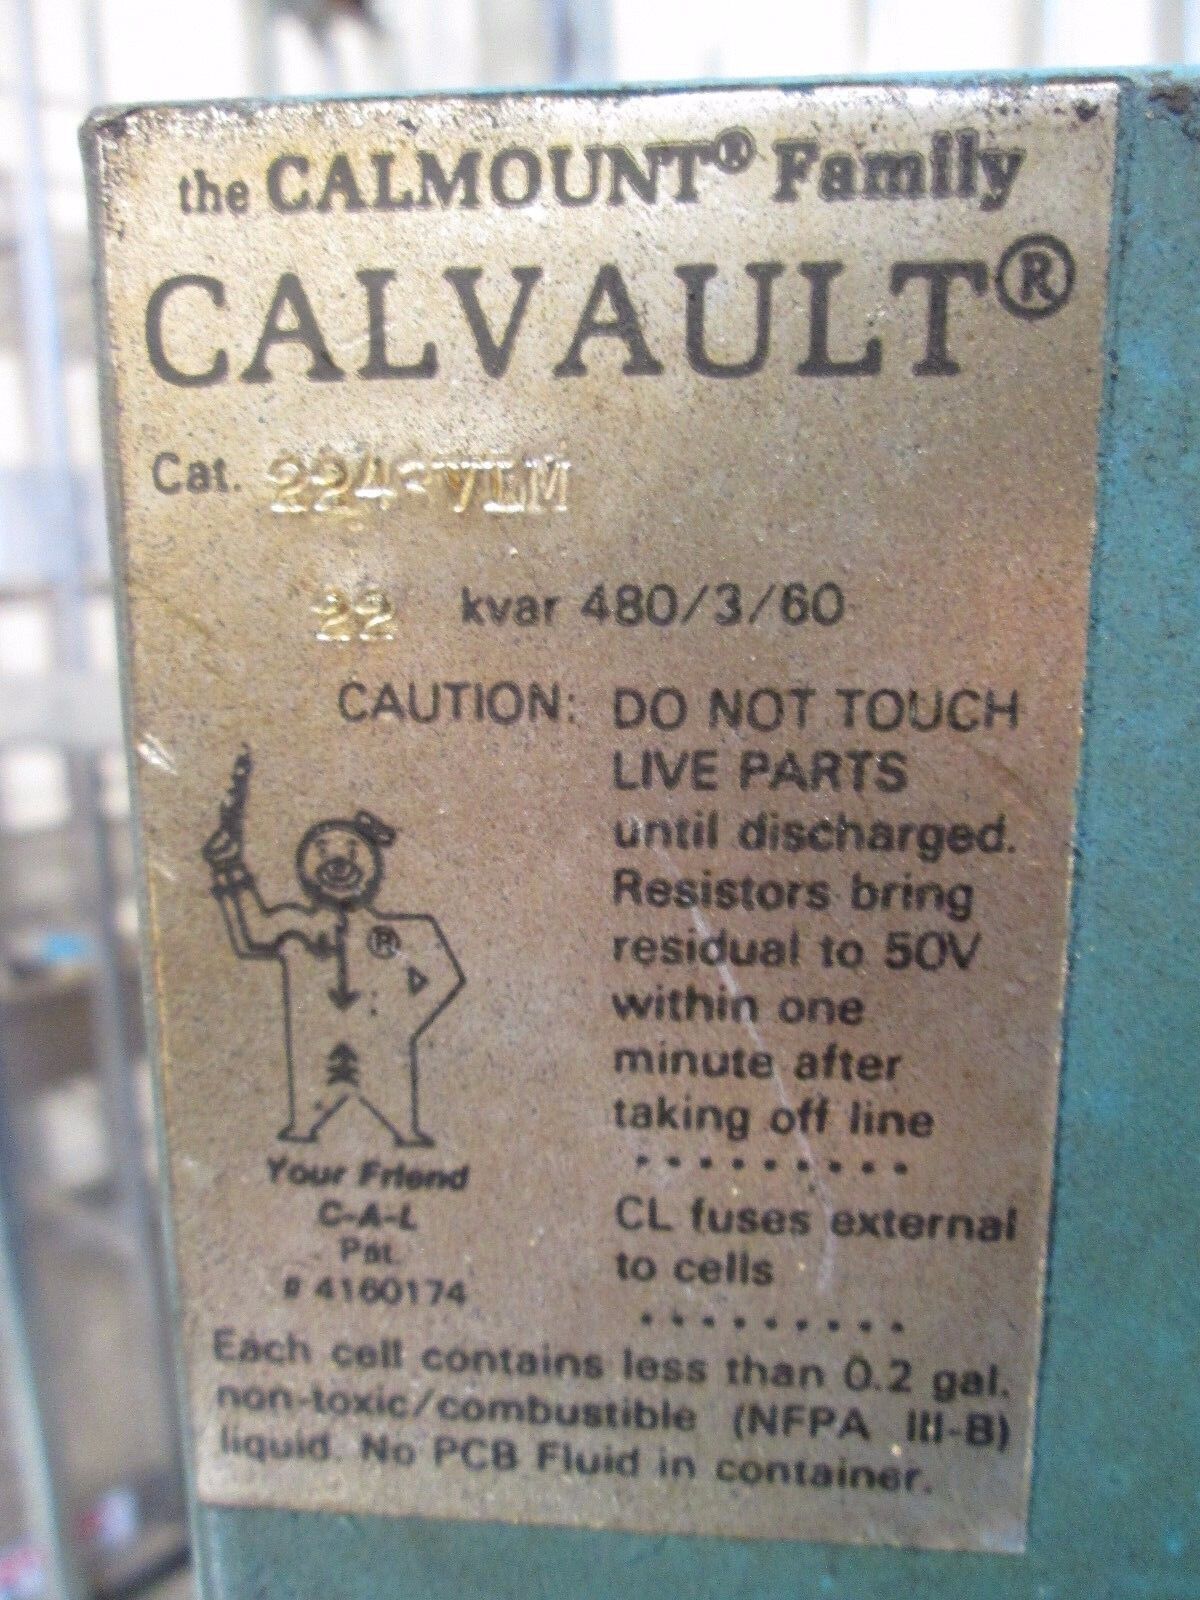 the CALMOUNT® Family
CALVAULT®
Cat. 224-VLM
22 kvar 480/3/60
CAUTION: DO NOT TOUCH
LIVE PARTS
until discharged.
Resistors bring
residual to 50V
within one
minute after
taking off line
.........
CL fuses external
to cells
.........
®
Your Friend
C-A-L
Pat.
# 4160174
Each cell contains less than 0.2 gal.
non-toxic/combustible (NFPA III-B)
liquid. No PCB Fluid in container.